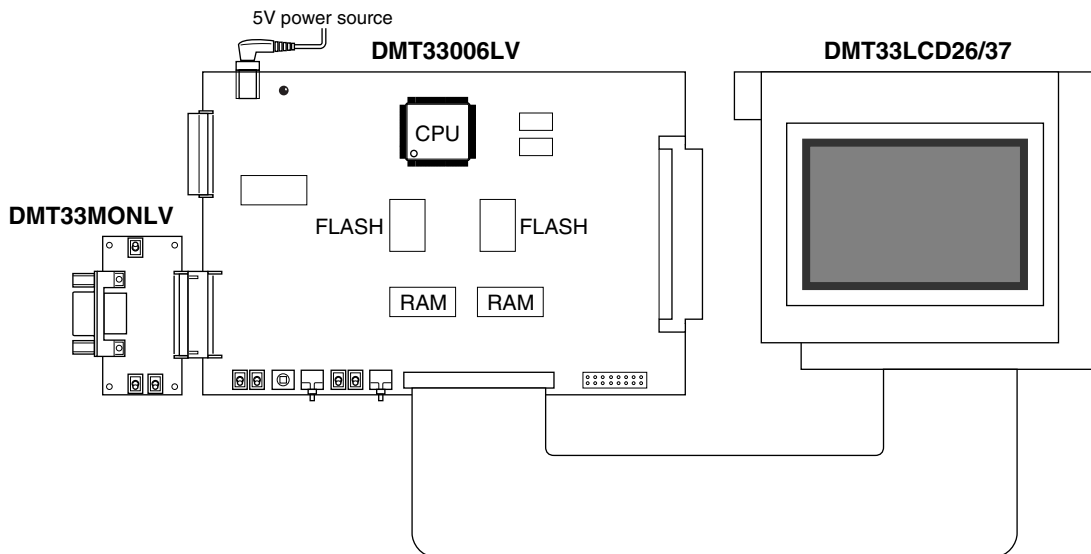 5V power source
DMT33006LV
DMT33LCD26/37
CPU
DMT33MONLV
FLASH
FLASH
RAM
RAM